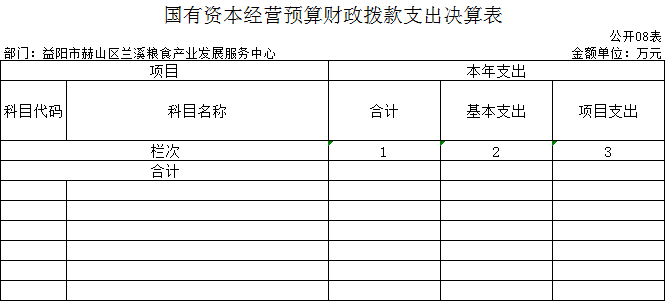 国有资本经营预算财政拨款支出决算表
公开08表
部门：益阳市赫山区兰溪粮食产业发展服务中心 金额单位：万元
项目 本年支出
科目代码 科目名称 合计 基本支出 项目支出
栏次 1 2 3
合计